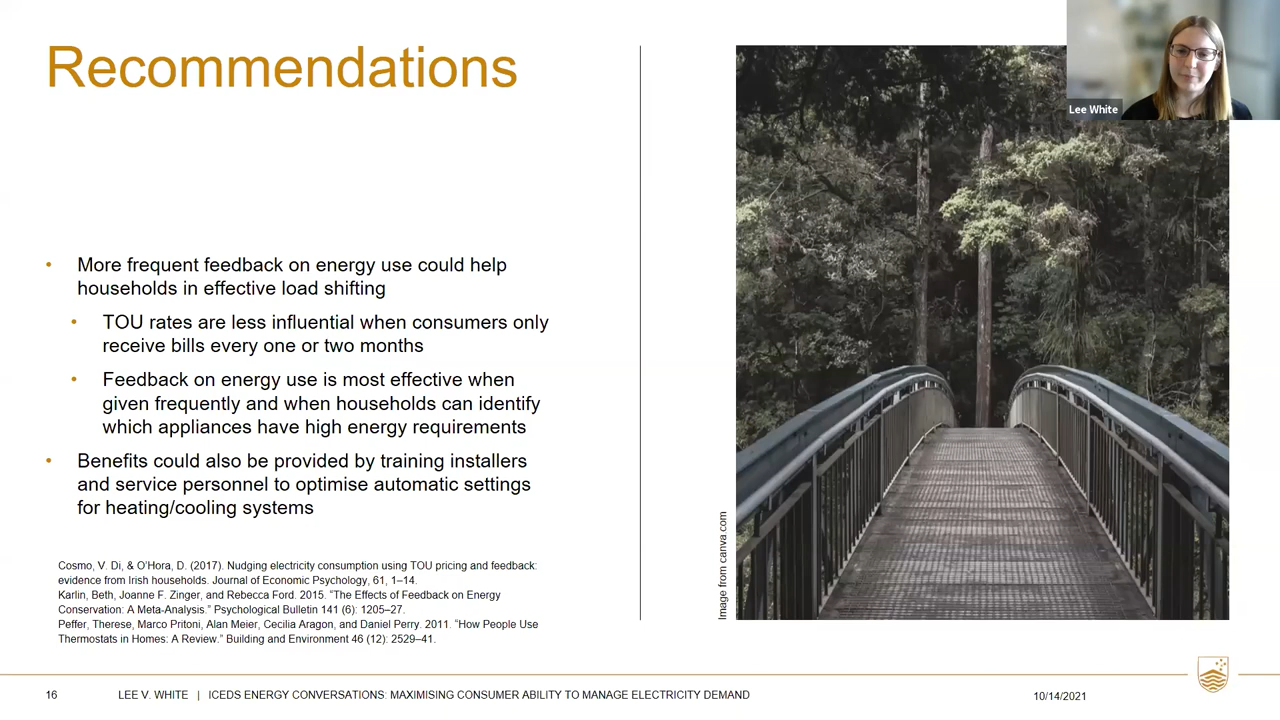 Recommendations
Lee White
• More frequent feedback on energy use could help
households in effective load shifting
• TOU rates are less influential when consumers only
receive bills every one or two months
• Feedback on energy use is most effective when
given frequently and when households can identify
which appliances have high energy requirements
• Benefits could also be provided by training installers
and service personnel to optimise automatic settings
for heating/cooling systems
Cosmo, V. Di, & O'Hora, D. (2017). Nudging electricity consumption using TOU pricing and feedback:
evidence from Irish households. Journal of Economic Psychology, 61, 1–14.
Karlin, Beth, Joanne F. Zinger, and Rebecca Ford. 2015. “The Effects of Feedback on Energy
Conservation: A Meta-Analysis.” Psychological Bulletin 141 (6): 1205–27.
Peffer, Therese, Marco Pritoni, Alan Meier, Cecilia Aragon, and Daniel Perry. 2011. “How People Use
Thermostats in Homes: A Review.” Building and Environment 46 (12): 2529–41.
Image from canva.com
16 LEE V. WHITE | ICEDS ENERGY CONVERSATIONS: MAXIMISING CONSUMER ABILITY TO MANAGE ELECTRICITY DEMAND 10/14/2021